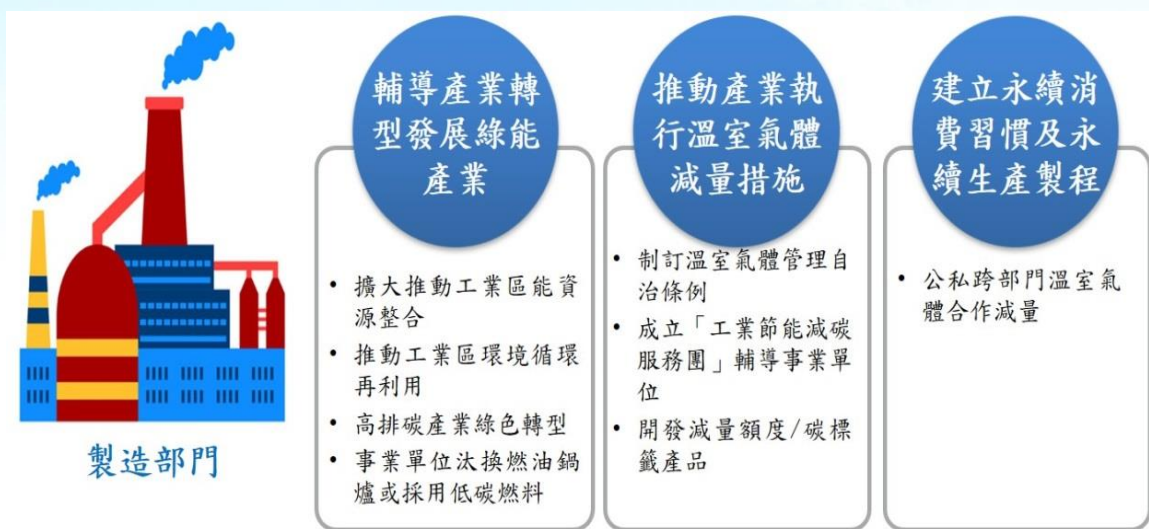 製造部門
輔導產業轉
型發展綠能
產業
• 擴大推動工業區能資
源整合
• 推動工業區環境循環
再利用
• 高排碳產業綠色轉型
• 事業單位汰換燃油鍋
爐或採用低碳燃料
推動產業執
行溫室氣體
減量措施
• 制訂溫室氣體管理自
治條例
• 成立「工業節能減碳
服務團」輔導事業單
位
• 開發減量額度/碳標
籤產品
建立永續消
費習慣及永
續生產製程
• 公私跨部門溫室氣
體合作減量